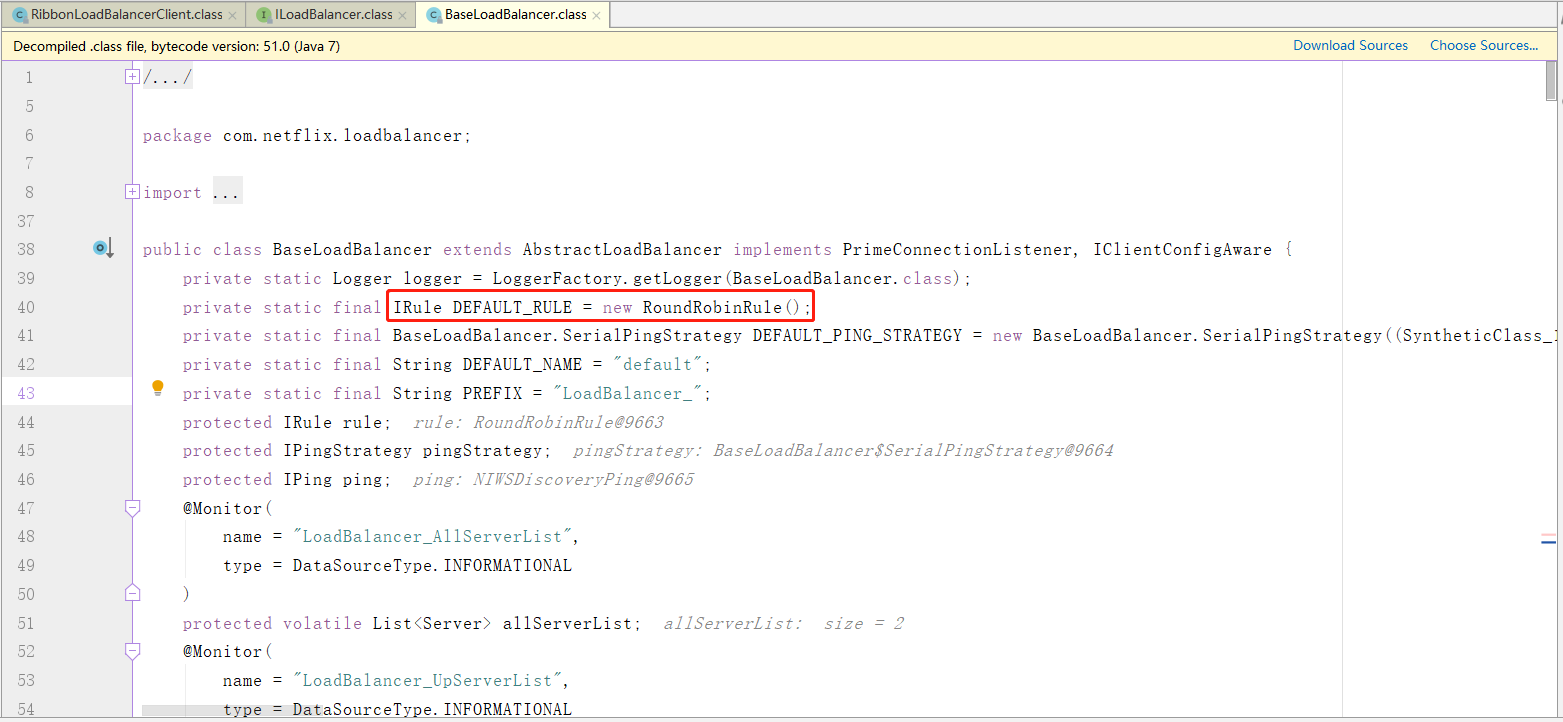 RibbonLoadBalancerClient.class ILoadBalancer.class BaseLoadBalancer.class
Decompiled .class file, bytecode version: 51.0 (Java 7) Download Sources Choose Sources...
1 /.../
5
6 package com.netflix.loadbalancer;
7
8 import ...
37
38 public class BaseLoadBalancer extends AbstractLoadBalancer implements PrimeConnectionListener, IClientConfigAware {
39 private static Logger logger = LoggerFactory.getLogger(BaseLoadBalancer.class);
40 private static final IRule DEFAULT_RULE = new RoundRobinRule();
41 private static final BaseLoadBalancer.SerialPingStrategy DEFAULT_PING_STRATEGY = new BaseLoadBalancer.SerialPingStrategy((SyntheticClass_
42 private static final String DEFAULT_NAME = "default";
43 private static final String PREFIX = "LoadBalancer_";
44 protected IRule rule; rule: RoundRobinRule@9663
45 protected IPingStrategy pingStrategy; pingStrategy: BaseLoadBalancer$SerialPingStrategy@9664
46 protected IPing ping; ping: NIWSDiscoveryPing@9665
47 @Monitor(
48 name = "LoadBalancer_AllServerList",
49 type = DataSourceType.INFORMATIONAL
50 )
51 protected volatile List<Server> allServerList; allServerList: size = 2
52 @Monitor(
53 name = "LoadBalancer_UpServerList",
54 type = DataSourceType.INFORMATIONAL